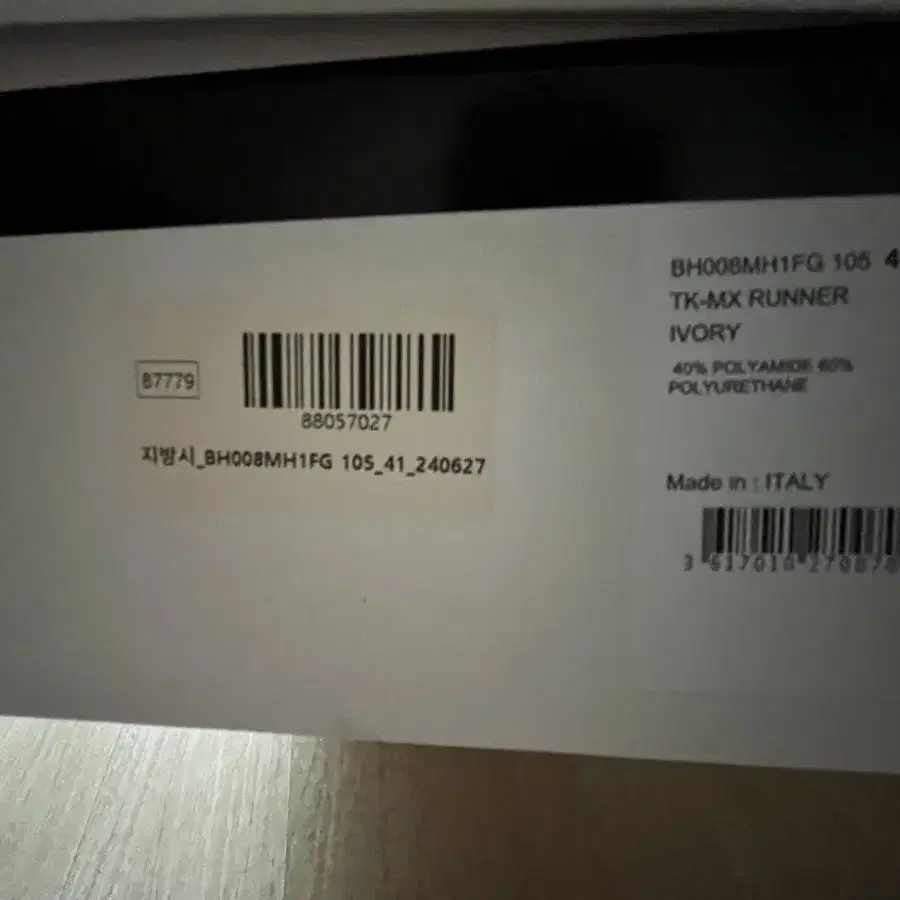 87779
88057027
지방시_BH008MH1FG 105_41_240627
BH008MH1FG 105 4
TK-MX RUNNER
IVORY
40% POLYAMIDE 60%
POLYURETHANE
Made in : ITALY